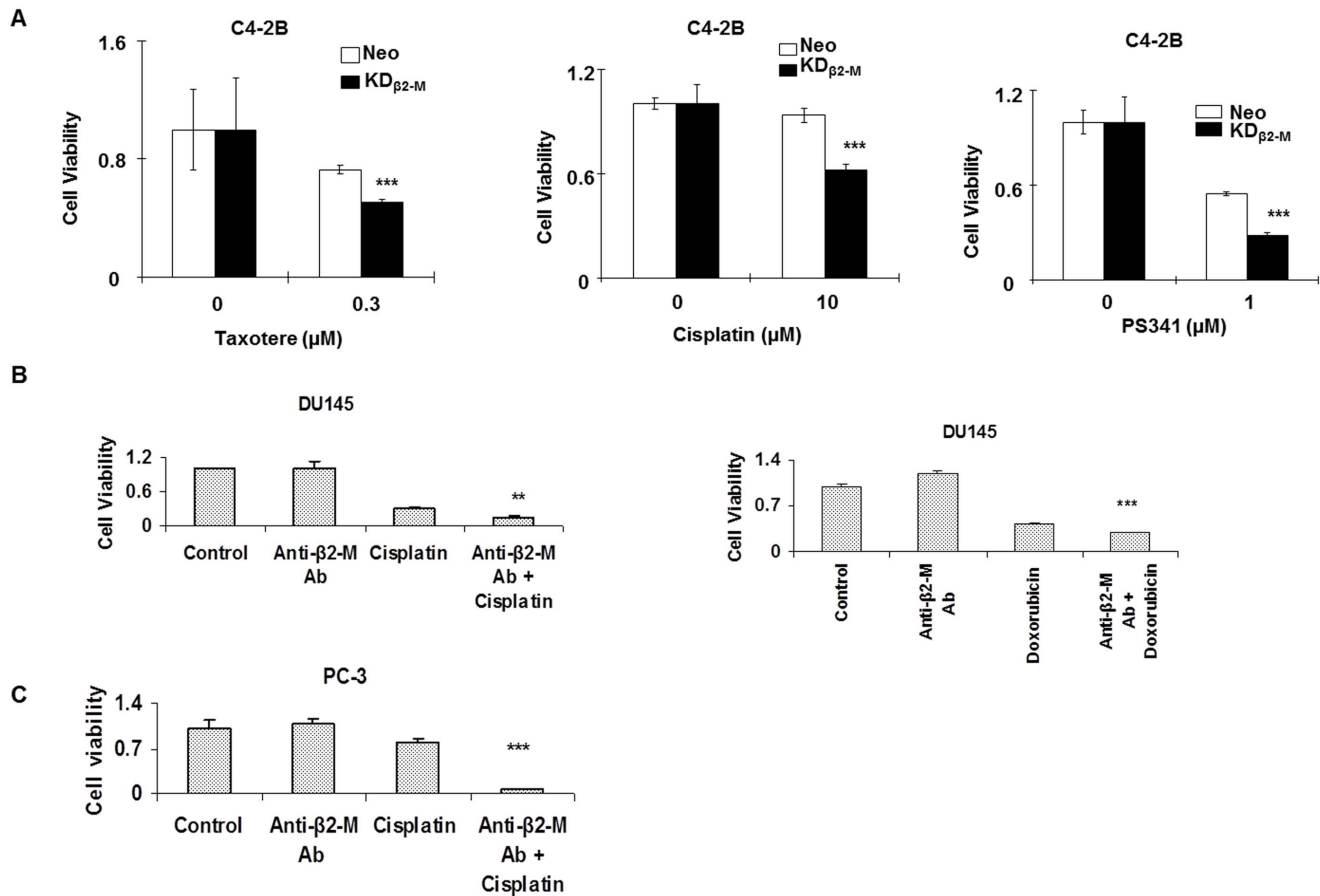 A
C4-2B
1.6
0.8
0
Cell Viability
Neo
KDβ2-M
***
0
0.3
Taxotere (µM)
C4-2B
1.2
0.6
0
Cell Viability
Neo
KDβ2-M
***
0
10
Cisplatin (µM)
C4-2B
1.2
0.6
0
Cell Viability
Neo
KDβ2-M
***
0
1
PS341 (µM)
B
DU145
1.2
0.6
0
Cell Viability
**
Control
Anti-β2-M
Ab
Cisplatin
Anti-β2-M
Ab +
Cisplatin
DU145
1.4
0.7
0
Cell Viability
***
Control
Anti-β2-M
Ab
Doxorubicin
Anti-β2-M
Ab +
Doxorubicin
C
PC-3
1.4
0.7
0
Cell viability
***
Control
Anti-β2-M
Ab
Cisplatin
Anti-β2-M
Ab +
Cisplatin